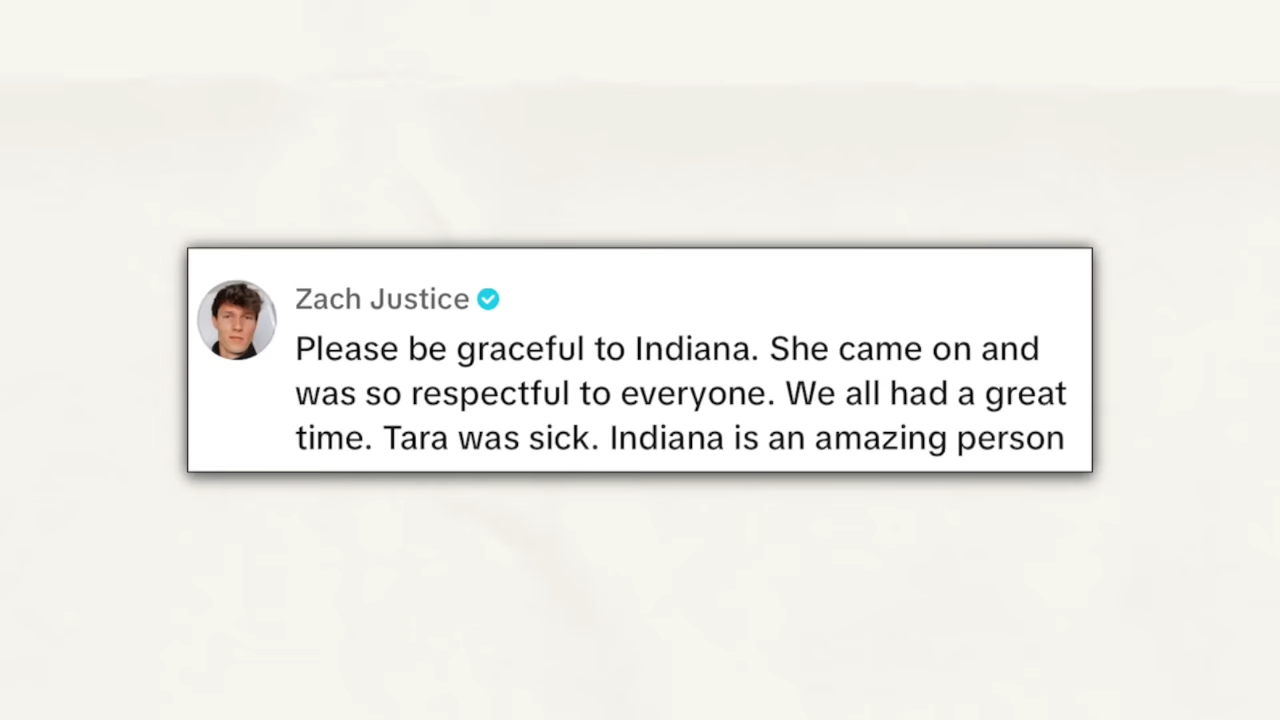 Zach Justice
Please be graceful to Indiana. She came on and
was so respectful to everyone. We all had a great
time. Tara was sick. Indiana is an amazing person